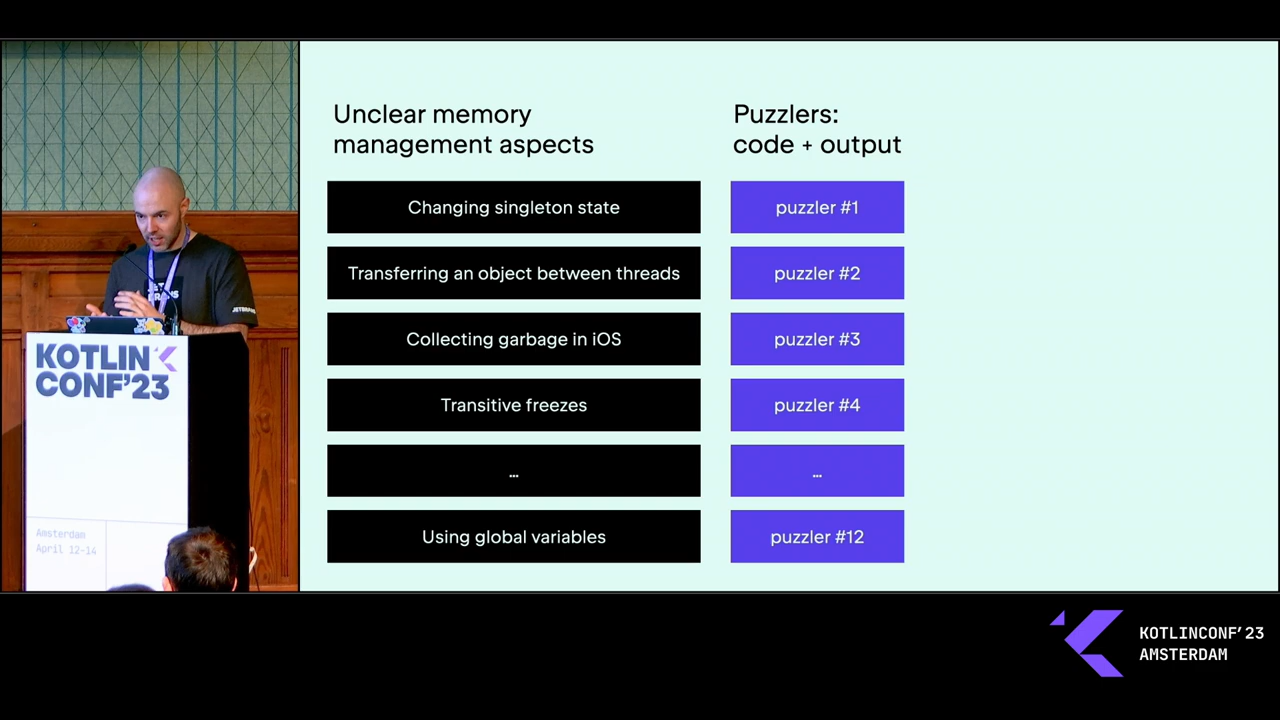 Unclear memory
management aspects
Puzzlers:
code + output
Changing singleton state
puzzler #1
Transferring an object between threads
puzzler #2
Collecting garbage in iOS
puzzler #3
Transitive freezes
puzzler #4
...
...
Using global variables
puzzler #12
KOTLIN
CONF'23
Amsterdam
April 12-14
KOTLINCONF'23
AMSTERDAM